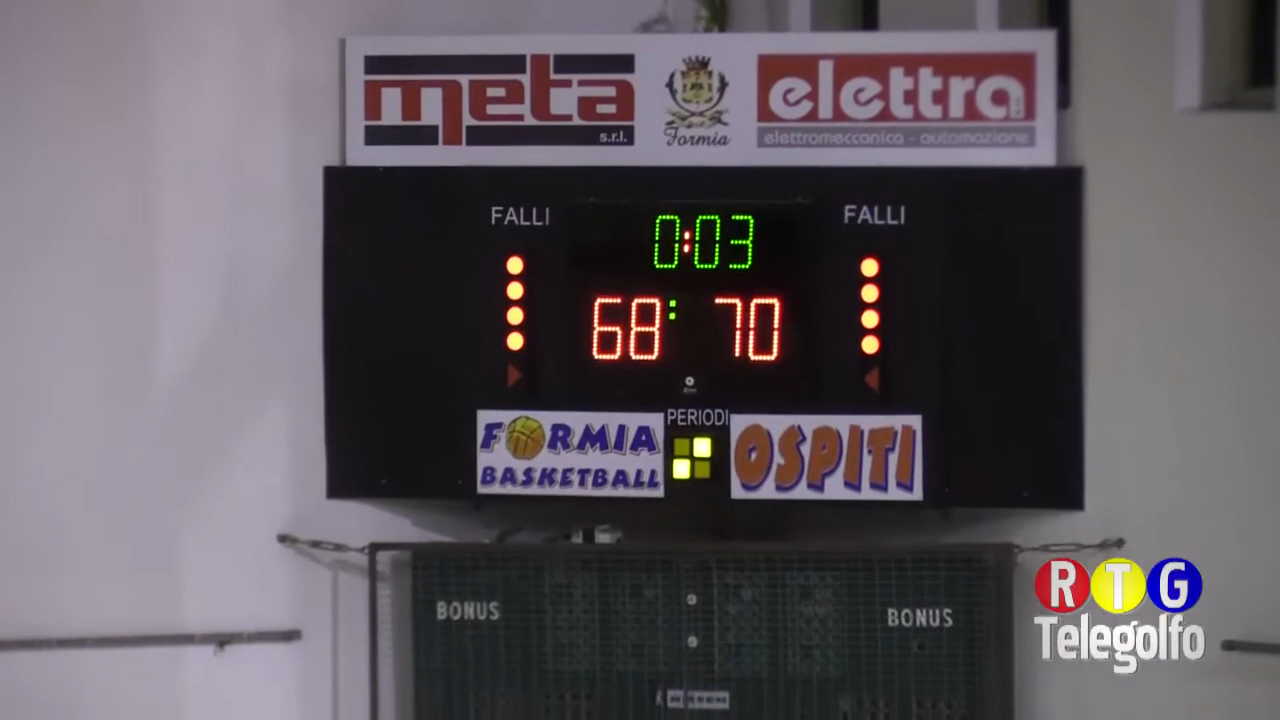 meta
s.r.l.
Formia
elettra
elettromeccanica - automazione
FALLI
0:03
FALLI
68:70
FORMIA
BASKETBALL
PERIODI
OSPITI
BONUS
BONUS
RTG
Telegolfo